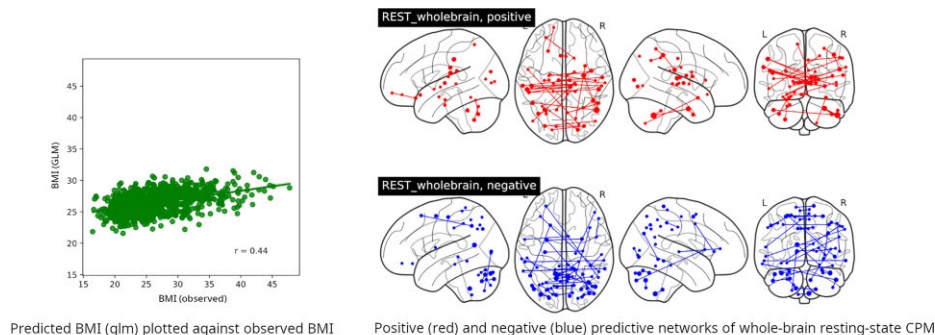 REST_wholebrain, positive
L R L R
45
40
35
30
25
20
15
BMI (GLM)
r = 0.44
15 20 25 30 35 40 45
BMI (observed)
REST_wholebrain, negative
R L R
Predicted BMI (glm) plotted against observed BMI
Positive (red) and negative (blue) predictive networks of whole-brain resting-state CPM